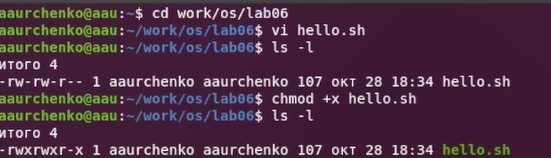 aaurchenko@aau:~$ cd work/os/lab06
aaurchenko@aau:~/work/os/lab06$ vi hello.sh
aaurchenko@aau:~/work/os/lab06$ ls -l
итого 4
-rw-rw-r-- 1 aaurchenko aaurchenko 107 окт 28 18:34 hello.sh
aaurchenko@aau:~/work/os/lab06$ chmod +x hello.sh
aaurchenko@aau:~/work/os/lab06$ ls -l
итого 4
-rwxrwxr-x 1 aaurchenko aaurchenko 107 окт 28 18:34 hello.sh